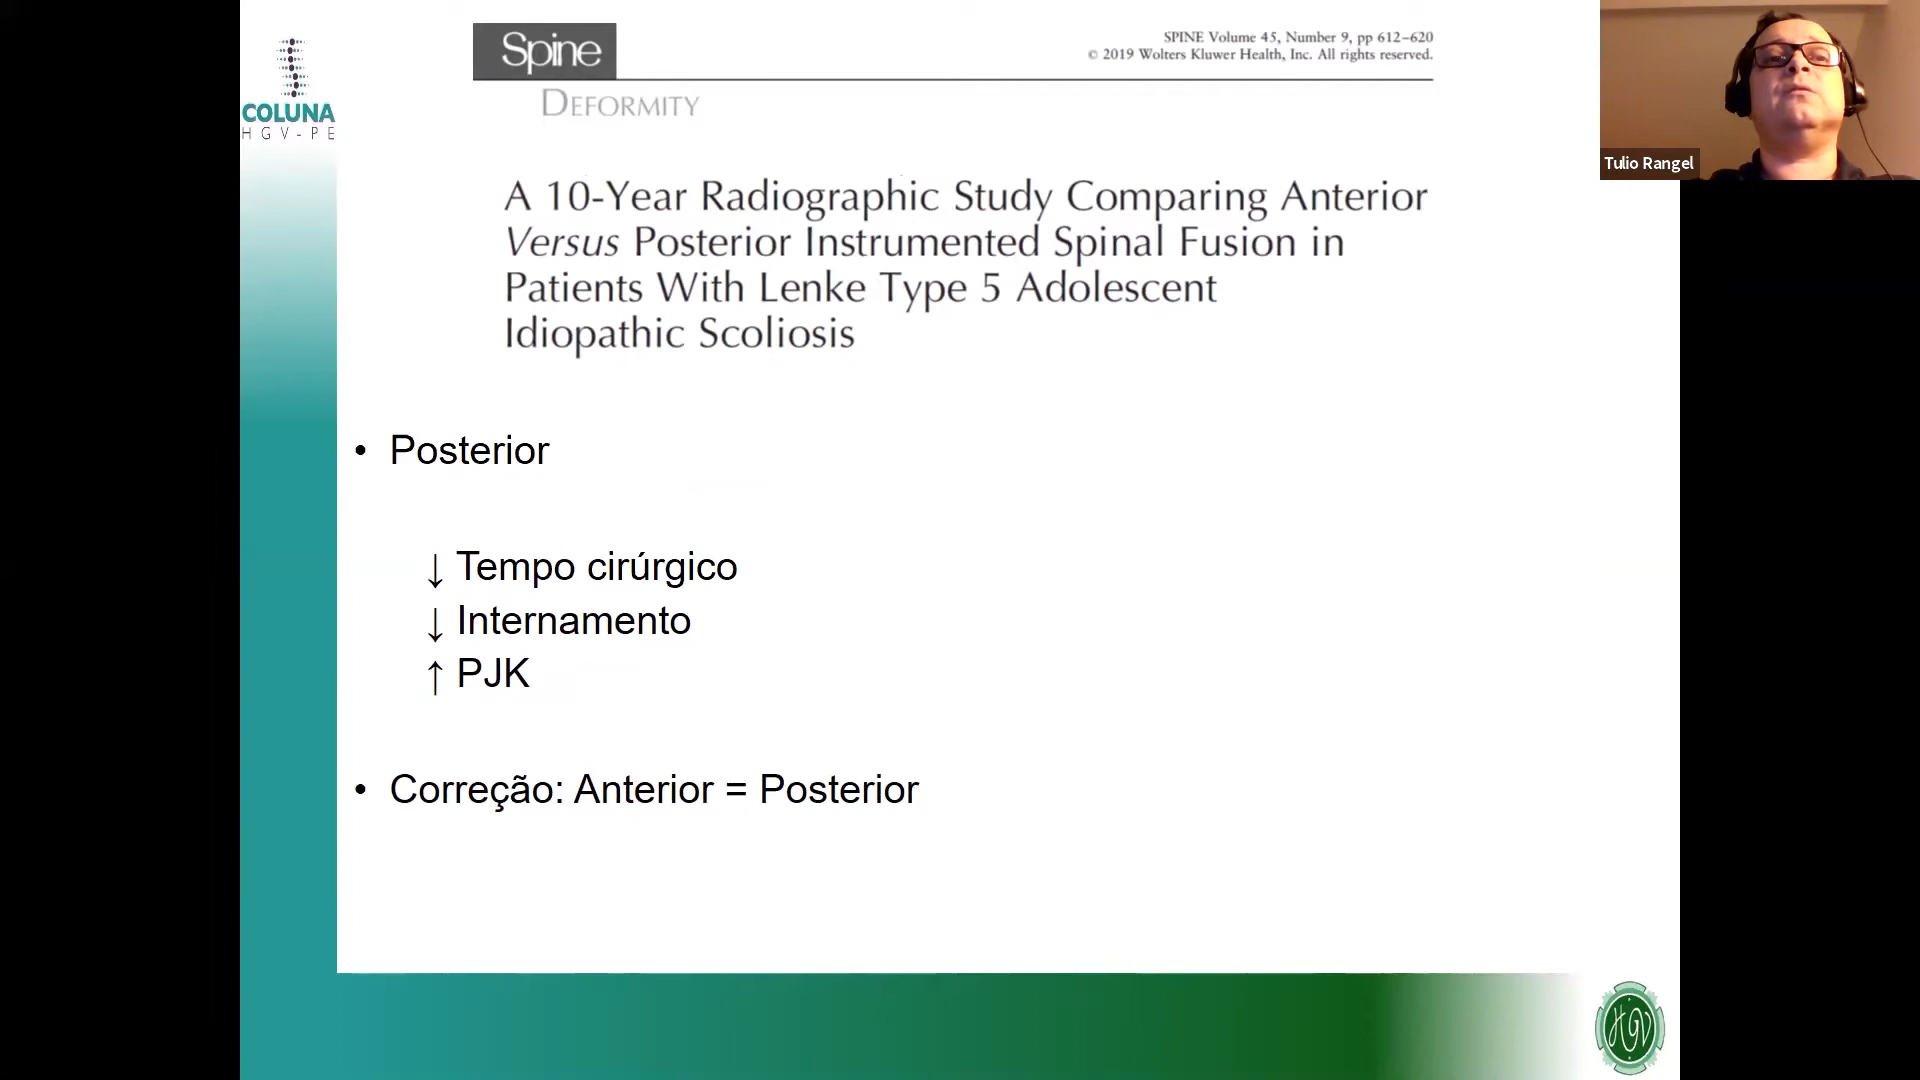 COLUNA
HGV-PE
Spine
SPINE Volume 45, Number 9, pp 612–620
© 2019 Wolters Kluwer Health, Inc. All rights reserved.
DEFORMITY
A 10-Year Radiographic Study Comparing Anterior
Versus Posterior Instrumented Spinal Fusion in
Patients With Lenke Type 5 Adolescent
Idiopathic Scoliosis
Tulio Rangel
• Posterior
↓ Tempo cirúrgico
↓ Internamento
↑ PJK
• Correção: Anterior = Posterior
HGV